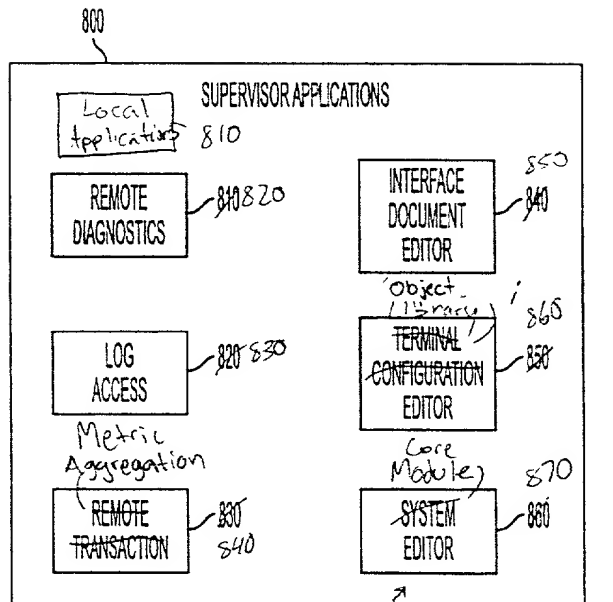 800
SUPERVISOR APPLICATIONS
Local
Applications 810
REMOTE
DIAGNOSTICS
810 820
LOG
ACCESS
820 830
Metric
Aggregation
REMOTE
TRANSACTION
830
840
850
INTERFACE
DOCUMENT
EDITOR
840
Object
Library
860
TERMINAL
CONFIGURATION
EDITOR
850
Core
Module
870
SYSTEM
EDITOR
860